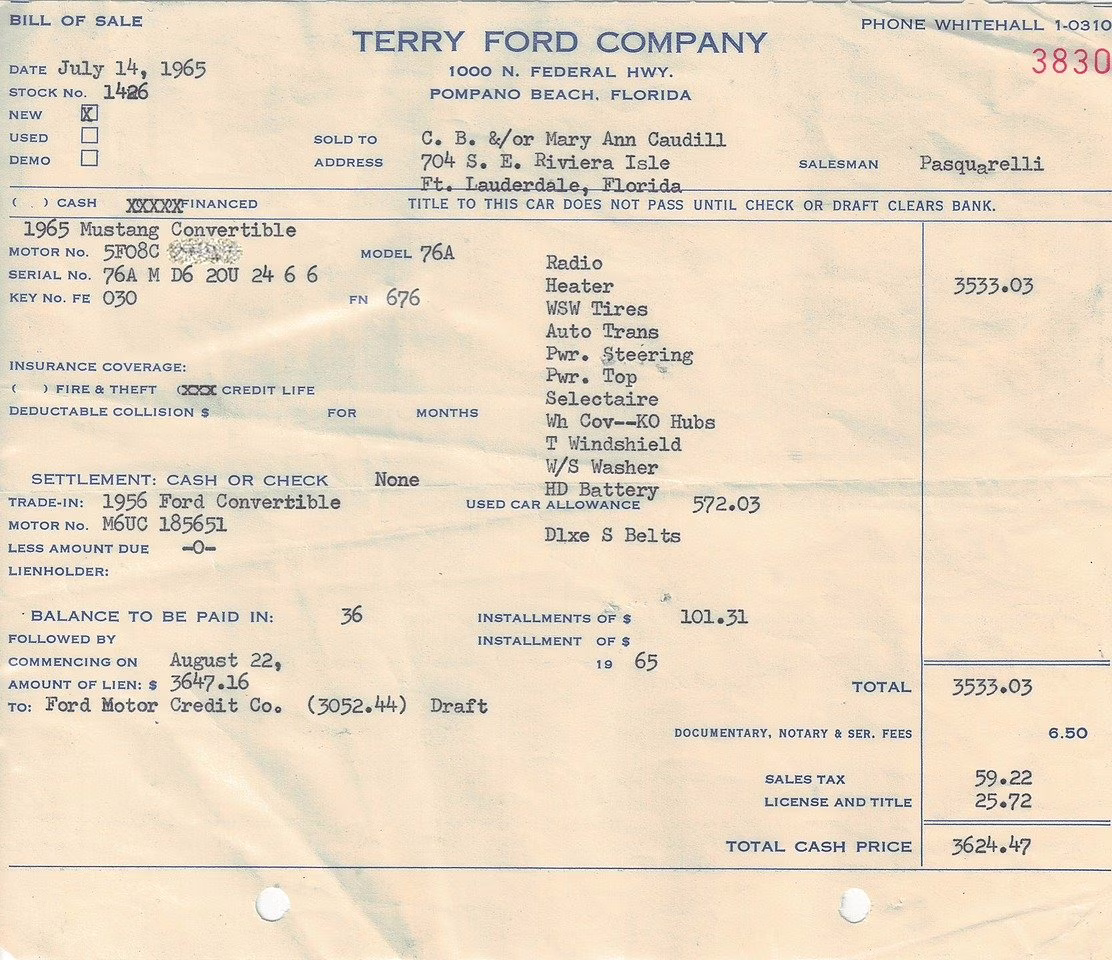 BILL OF SALE
PHONE WHITEHALL 1-0310
TERRY FORD COMPANY
3830
DATE July 14, 1965
1000 N. FEDERAL HWY.
STOCK No. 1426
POMPANO BEACH, FLORIDA
NEW X
USED
SOLD TO C. B. &/or Mary Ann Caudill
DEMO
ADDRESS 704 S. E. Riviera Isle
SALESMAN Pasquarelli
Ft. Lauderdale, Florida
( . ) CASH XXXXXFINANCED
TITLE TO THIS CAR DOES NOT PASS UNTIL CHECK OR DRAFT CLEARS BANK.
1965 Mustang Convertible
MOTOR No. 5F08C
MODEL 76A
Radio
SERIAL No. 76A M D6 20U 24 6 6
Heater
3533.03
KEY No. FE 030
FN 676
WSW Tires
Auto Trans
Pwr. Steering
INSURANCE COVERAGE:
Pwr. Top
( ) FIRE & THEFT (XXX CREDIT LIFE
Selectaire
DEDUCTABLE COLLISION $ FOR MONTHS
Wh Cov--KO Hubs
T Windshield
W/S Washer
SETTLEMENT: CASH OR CHECK None
HD Battery
TRADE-IN: 1956 Ford Convertible
USED CAR ALLOWANCE 572.03
MOTOR No. M6UC 185651
Dlxe S Belts
LESS AMOUNT DUE -0-
LIENHOLDER:
BALANCE TO BE PAID IN: 36 INSTALLMENTS OF $ 101.31
FOLLOWED BY INSTALLMENT OF $
COMMENCING ON August 22, 19 65
AMOUNT OF LIEN: $ 3647.16
TOTAL 3533.03
TO: Ford Motor Credit Co. (3052.44) Draft
DOCUMENTARY, NOTARY & SER. FEES 6.50
SALES TAX 59.22
LICENSE AND TITLE 25.72
TOTAL CASH PRICE 3624.47